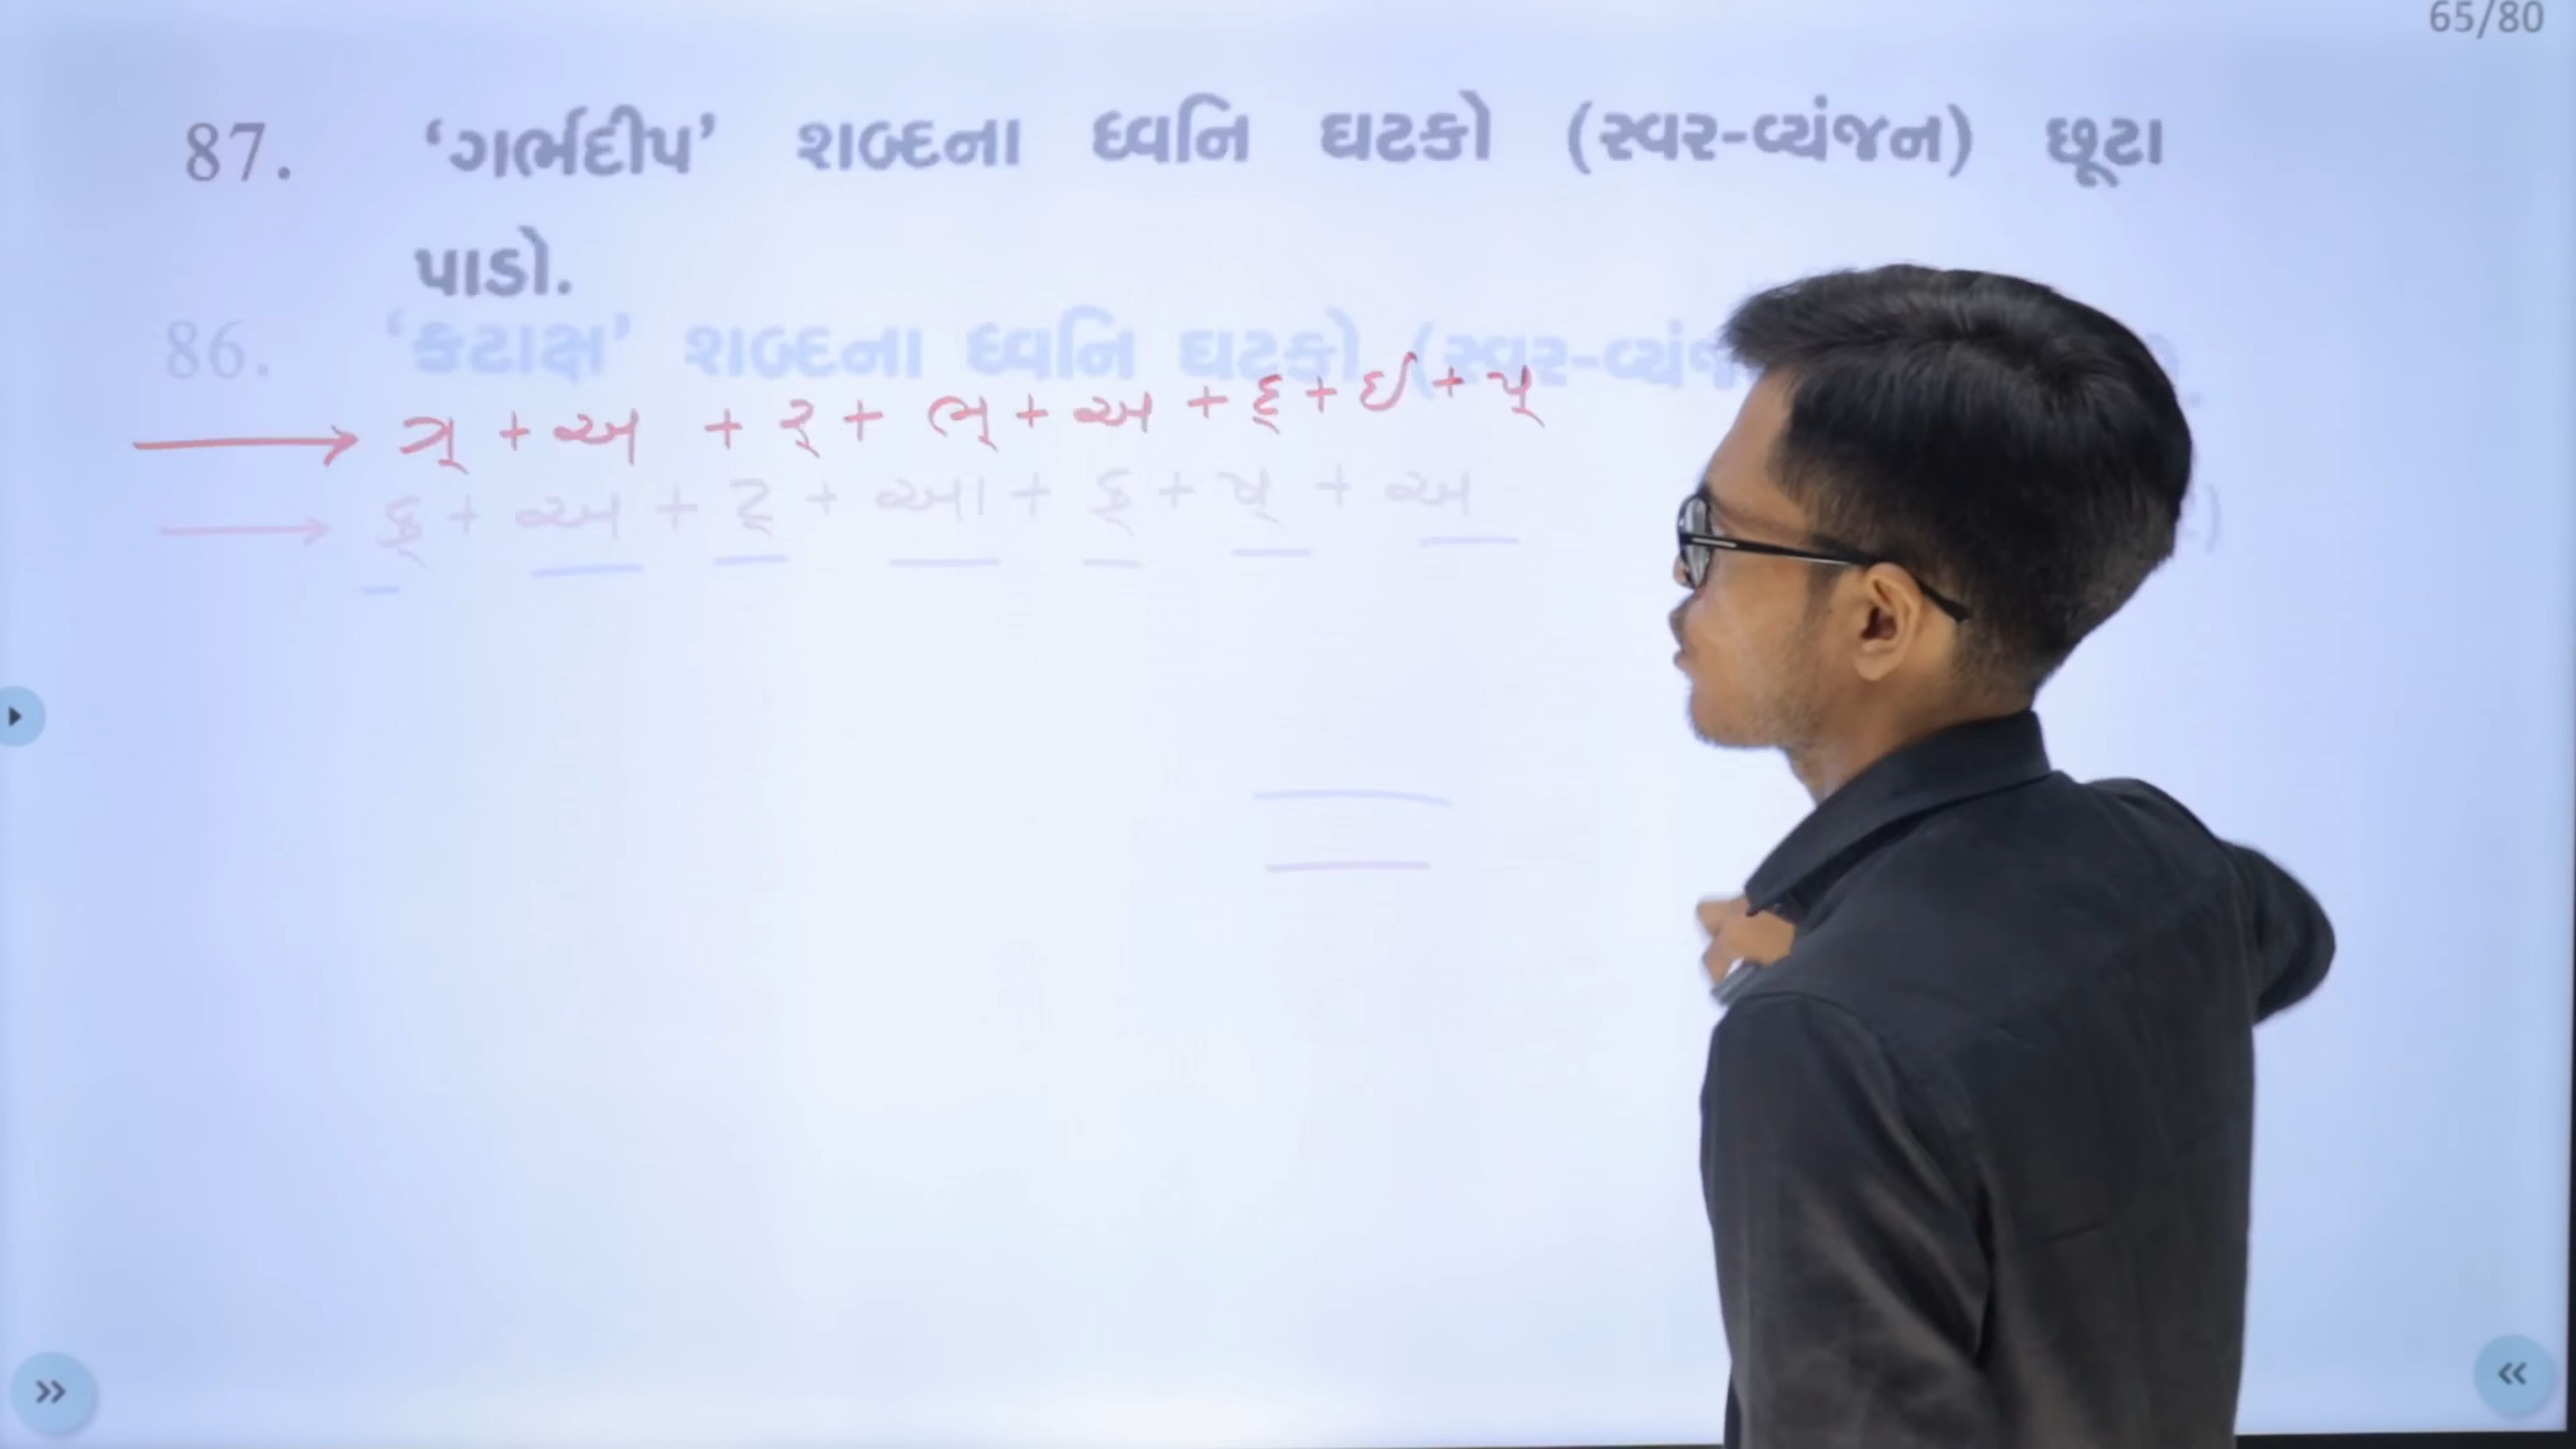 65/80
87. ‘ગર્ભદીપ’ શબ્દના ધ્વનિ ઘટકો (સ્વર-વ્યંજન) છૂટા
પાડો.
86. ‘કટાક્ષ’ શબ્દના ધ્વનિ ઘટકો (સ્વર-વ્યંજ
→ ગ્ + અ + ર્ + ભ્ + અ + દ્ + ઈ + પ્
→ ક્ + અ + ટ્ + આ + ક્ + ષ્ + અ